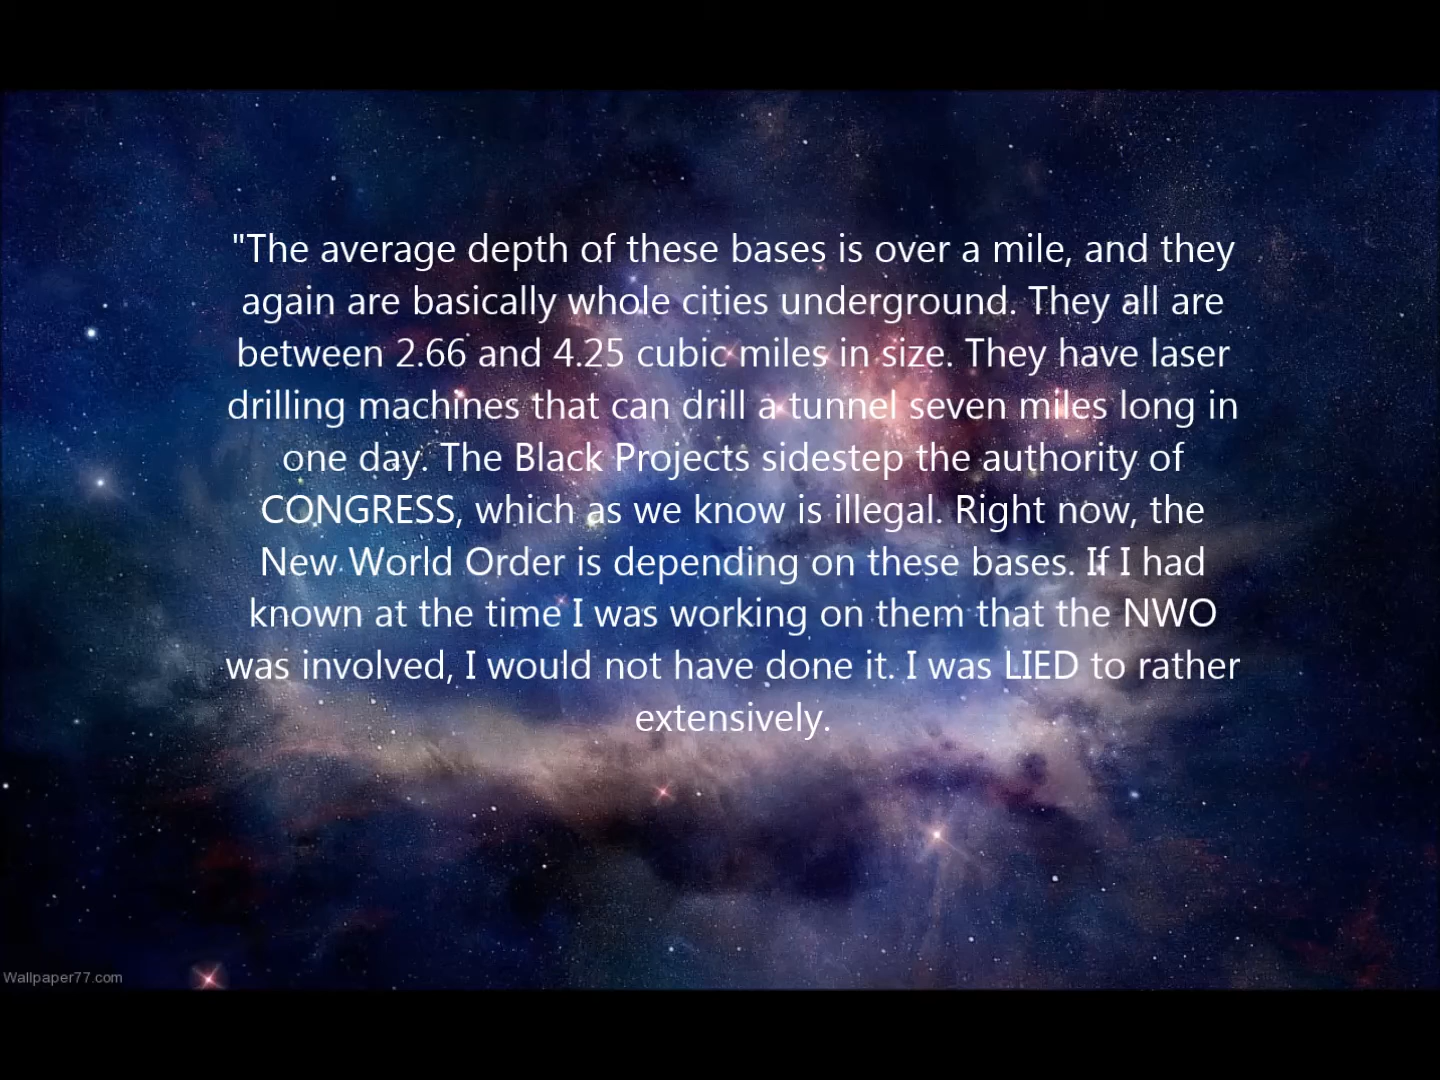 "The average depth of these bases is over a mile, and they
again are basically whole cities underground. They all are
between 2.66 and 4.25 cubic miles in size. They have laser
drilling machines that can drill a tunnel seven miles long in
one day. The Black Projects sidestep the authority of
CONGRESS, which as we know is illegal. Right now, the
New World Order is depending on these bases. If I had
known at the time I was working on them that the NWO
was involved, I would not have done it. I was LIED to rather
extensively.
Wallpaper77.com